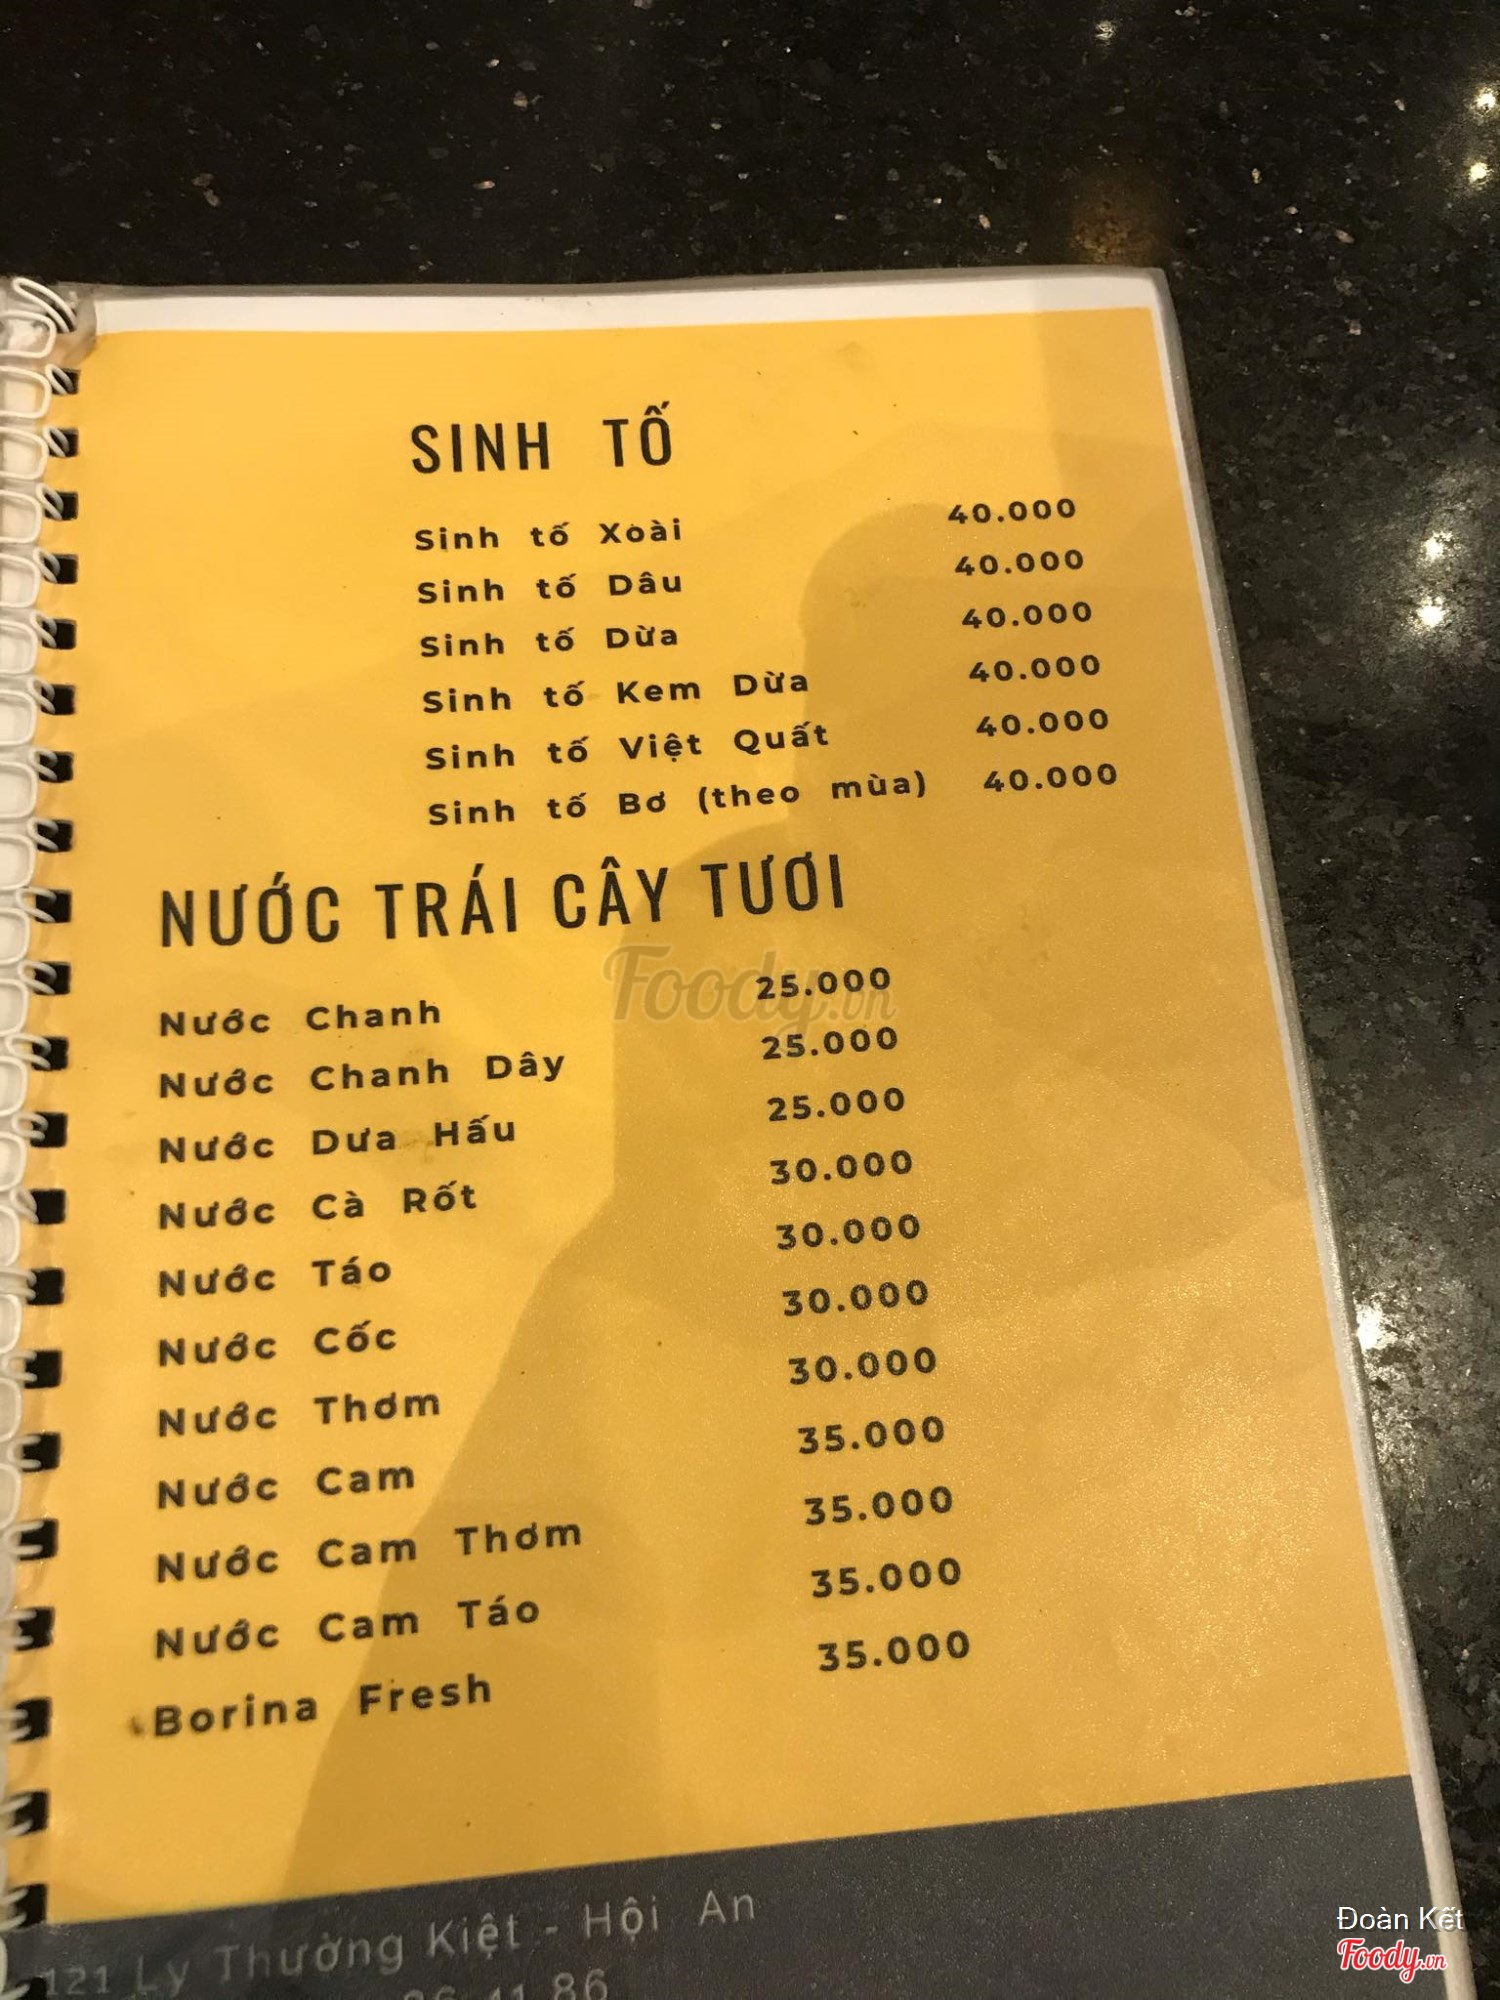 SINH TỐ
Sinh tố Xoài 40.000
Sinh tố Dâu 40.000
Sinh tố Dừa 40.000
Sinh tố Kem Dừa 40.000
Sinh tố Việt Quất 40.000
Sinh tố Bơ (theo mùa) 40.000
NƯỚC TRÁI CÂY TƯƠI
Nước Chanh 25.000
Nước Chanh Dây 25.000
Nước Dưa Hấu 25.000
Nước Cà Rốt 30.000
Nước Táo 30.000
Nước Cốc 30.000
Nước Thơm 30.000
Nước Cam 35.000
Nước Cam Thơm 35.000
Nước Cam Táo 35.000
Borina Fresh 35.000
Foody.vn
121 Ly Thường Kiệt - Hội An
86
Đoàn Kết
Foody.vn